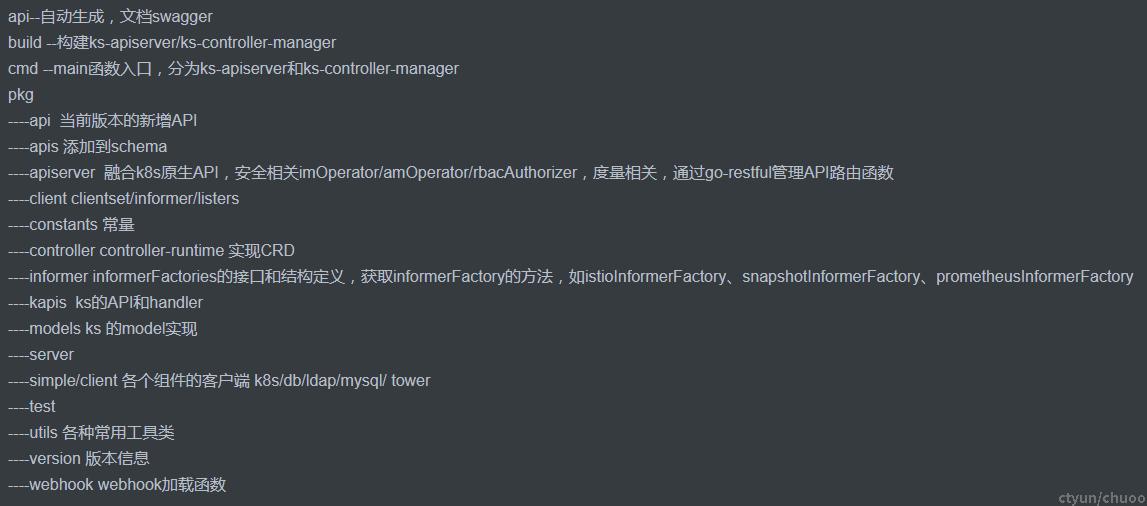 api--自动生成，文档swagger
build --构建ks-apiserver/ks-controller-manager
cmd --main函数入口，分为ks-apiserver和ks-controller-manager
pkg
----api  当前版本的新增API
----apis 添加到schema
----apiserver  融合k8s原生API，安全相关imOperator/amOperator/rbacAuthorizer，度量相关，通过go-restful管理API路由函数
----client clientset/informer/listers
----constants 常量
----controller controller-runtime 实现CRD
----informer informerFactories的接口和结构定义，获取informerFactory的方法，如istioInformerFactory、snapshotInformerFactory、prometheusInformerFactory
----kapis  ks的API和handler
----models ks 的model实现
----server
----simple/client 各个组件的客户端 k8s/db/ldap/mysql/ tower
----test
----utils 各种常用工具类
----version 版本信息
----webhook webhook加载函数
ctyun/chuoo